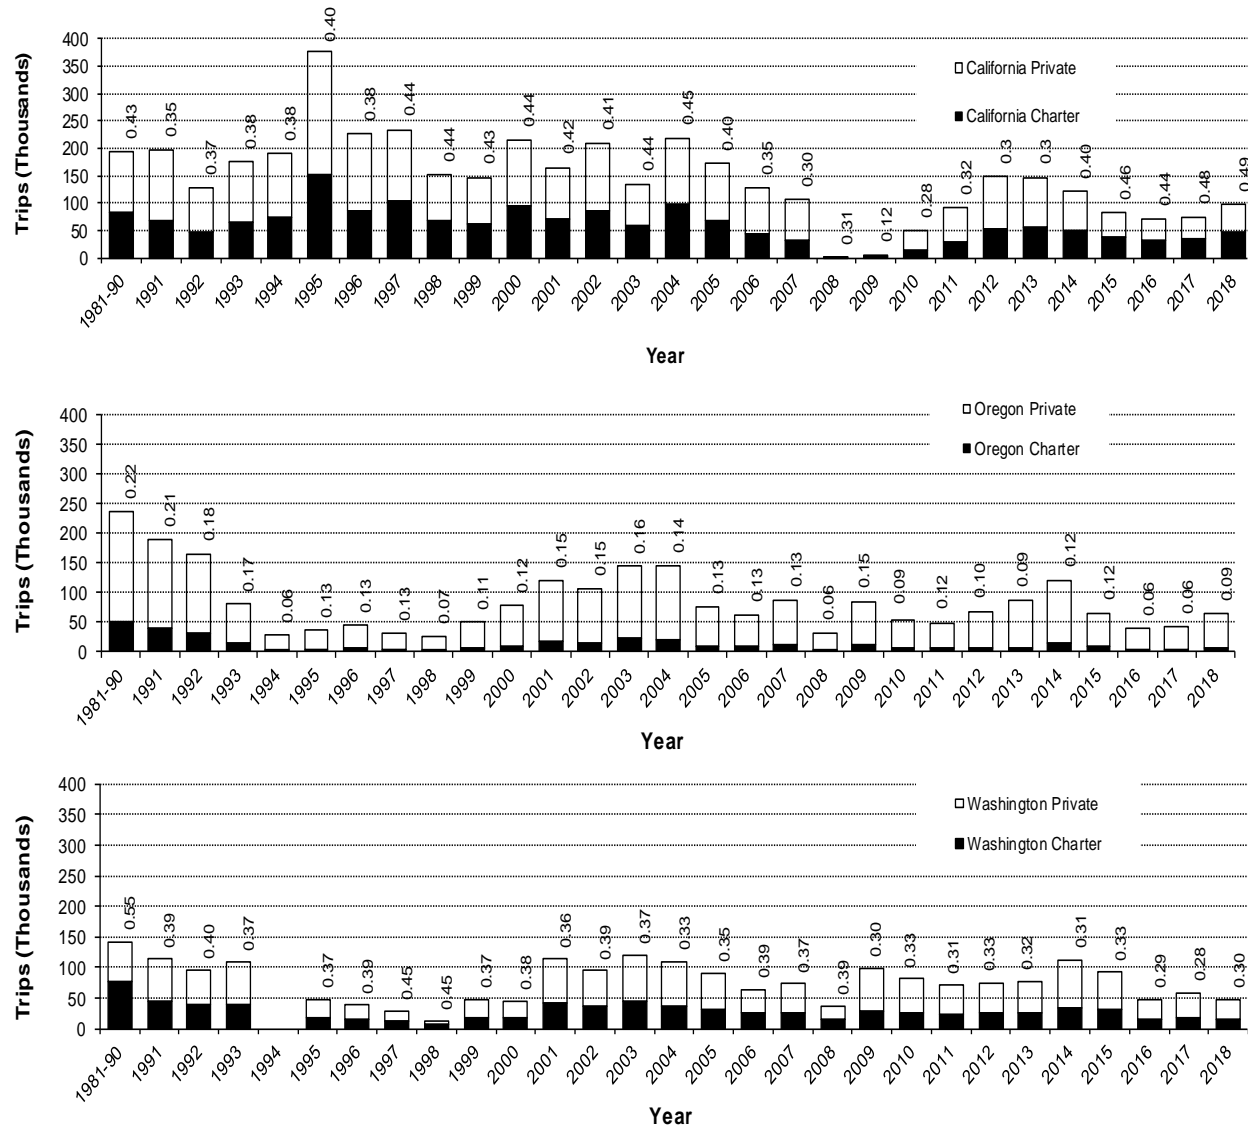 0.40
400
350
300
250
200
150
100
50
0
Trips (Thousands)
California Private
California Charter
0.43 0.35 0.37 0.38 0.38 0.38 0.44 0.44 0.43 0.44 0.42 0.41 0.44 0.45 0.40 0.35 0.30 0.31 0.12 0.28 0.32 0.3 0.3 0.40 0.46 0.44 0.48 0.49
1981-90 1991 1992 1993 1994 1995 1996 1997 1998 1999 2000 2001 2002 2003 2004 2005 2006 2007 2008 2009 2010 2011 2012 2013 2014 2015 2016 2017 2018
Year
400
350
300
250
200
150
100
50
0
Trips (Thousands)
Oregon Private
Oregon Charter
0.22 0.21 0.18 0.17 0.06 0.13 0.13 0.13 0.07 0.11 0.12 0.15 0.15 0.16 0.14 0.13 0.13 0.13 0.06 0.15 0.09 0.12 0.10 0.09 0.12 0.12 0.06 0.06 0.09
1981-90 1991 1992 1993 1994 1995 1996 1997 1998 1999 2000 2001 2002 2003 2004 2005 2006 2007 2008 2009 2010 2011 2012 2013 2014 2015 2016 2017 2018
Year
400
350
300
250
200
150
100
50
0
Trips (Thousands)
Washington Private
Washington Charter
0.55 0.39 0.40 0.37 0.37 0.39 0.45 0.45 0.37 0.38 0.36 0.39 0.37 0.33 0.35 0.39 0.37 0.39 0.30 0.33 0.31 0.33 0.32 0.31 0.33 0.29 0.28 0.30
1981-90 1991 1992 1993 1994 1995 1996 1997 1998 1999 2000 2001 2002 2003 2004 2005 2006 2007 2008 2009 2010 2011 2012 2013 2014 2015 2016 2017 2018
Year